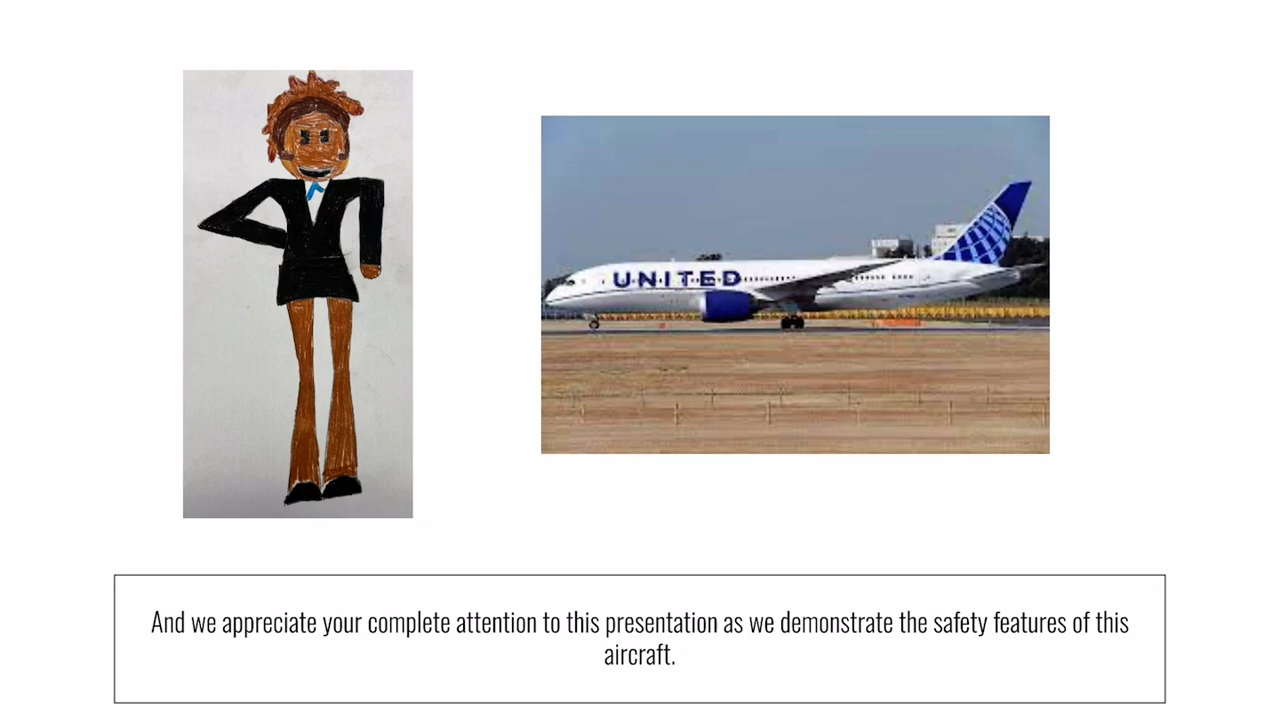 UNITED
And we appreciate your complete attention to this presentation as we demonstrate the safety features of this
aircraft.